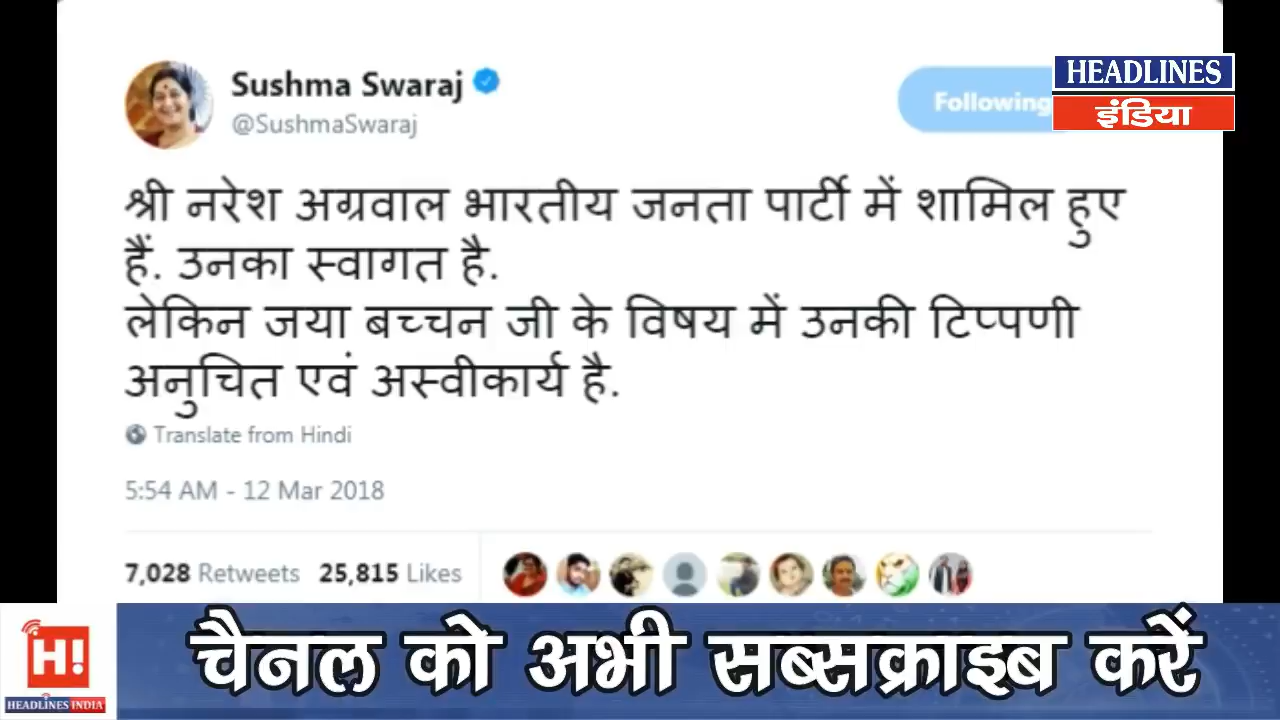 Sushma Swaraj
@SushmaSwaraj
Following
HEADLINES
इंडिया
श्री नरेश अग्रवाल भारतीय जनता पार्टी में शामिल हुए
हैं. उनका स्वागत है.
लेकिन जया बच्चन जी के विषय में उनकी टिप्पणी
अनुचित एवं अस्वीकार्य है.
Translate from Hindi
5:54 AM - 12 Mar 2018
7,028 Retweets 25,815 Likes
H!
HEADLINES INDIA
चैनल को अभी सब्सक्राइब करें